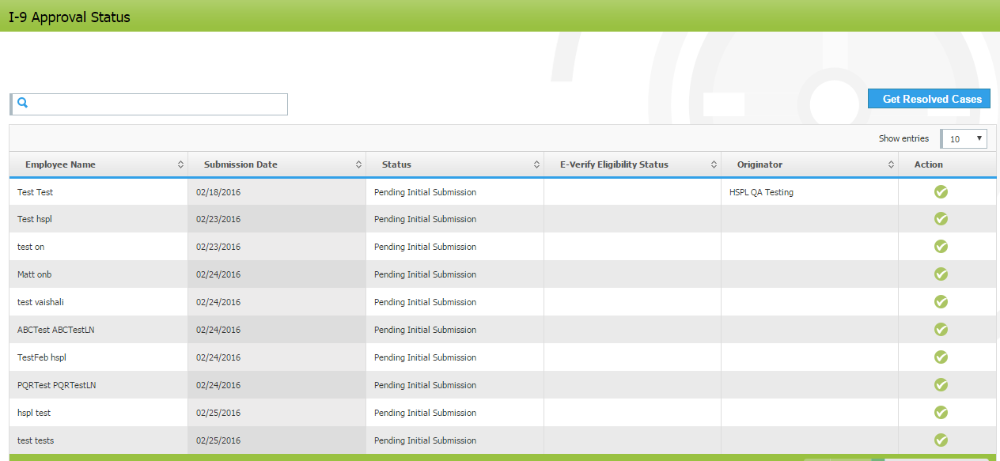 I-9 Approval Status
Get Resolved Cases
Show entries 10
Employee Name Submission Date Status E-Verify Eligibility Status Originator Action
Test Test 02/18/2016 Pending Initial Submission HSPL QA Testing
Test hspl 02/23/2016 Pending Initial Submission
test on 02/23/2016 Pending Initial Submission
Matt onb 02/24/2016 Pending Initial Submission
test vaishali 02/24/2016 Pending Initial Submission
ABCTest ABCTestLN 02/24/2016 Pending Initial Submission
TestFeb hspl 02/24/2016 Pending Initial Submission
PQRTest PQRTestLN 02/24/2016 Pending Initial Submission
hspl test 02/25/2016 Pending Initial Submission
test tests 02/25/2016 Pending Initial Submission